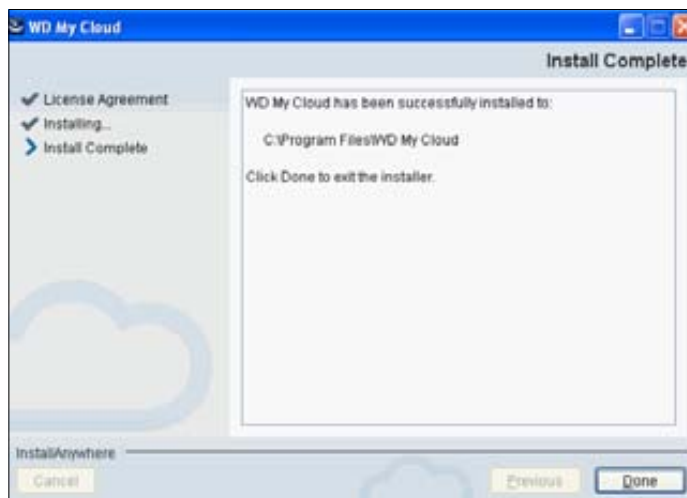 WD My Cloud
Install Complete
License Agreement
Installing...
Install Complete
WD My Cloud has been successfully installed to:
C:\Program Files\WD My Cloud
Click Done to exit the installer.
InstallAnywhere
Cancel
Previous
Done